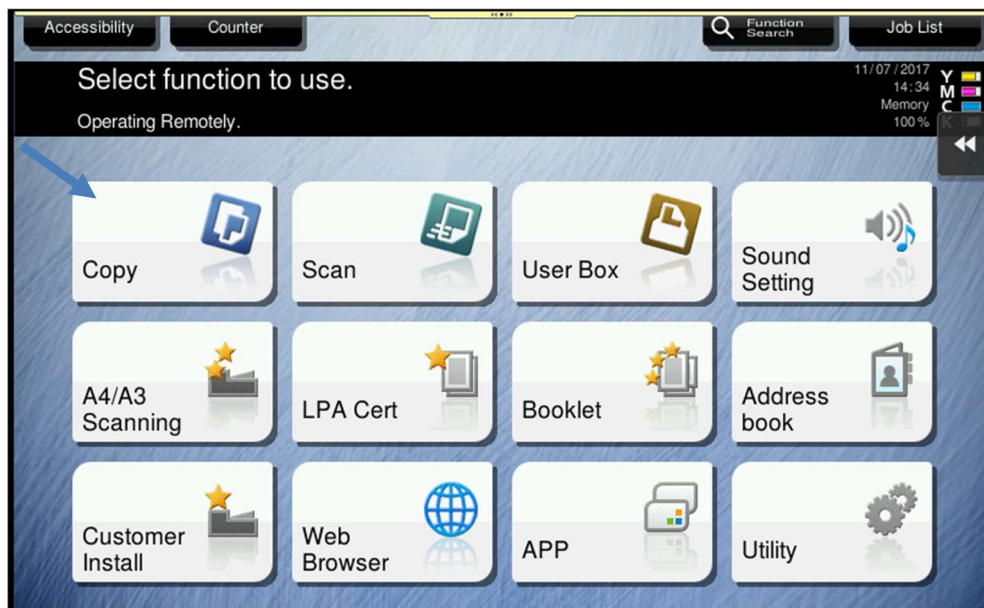 Accessibility
Counter
Function
Search
Job List
Select function to use.
Operating Remotely.
11/07/2017
14:34
Memory
100 %
Y
M
C
K
Copy
Scan
User Box
Sound
Setting
A4/A3
Scanning
LPA Cert
Booklet
Address
book
Customer
Install
Web
Browser
APP
Utility